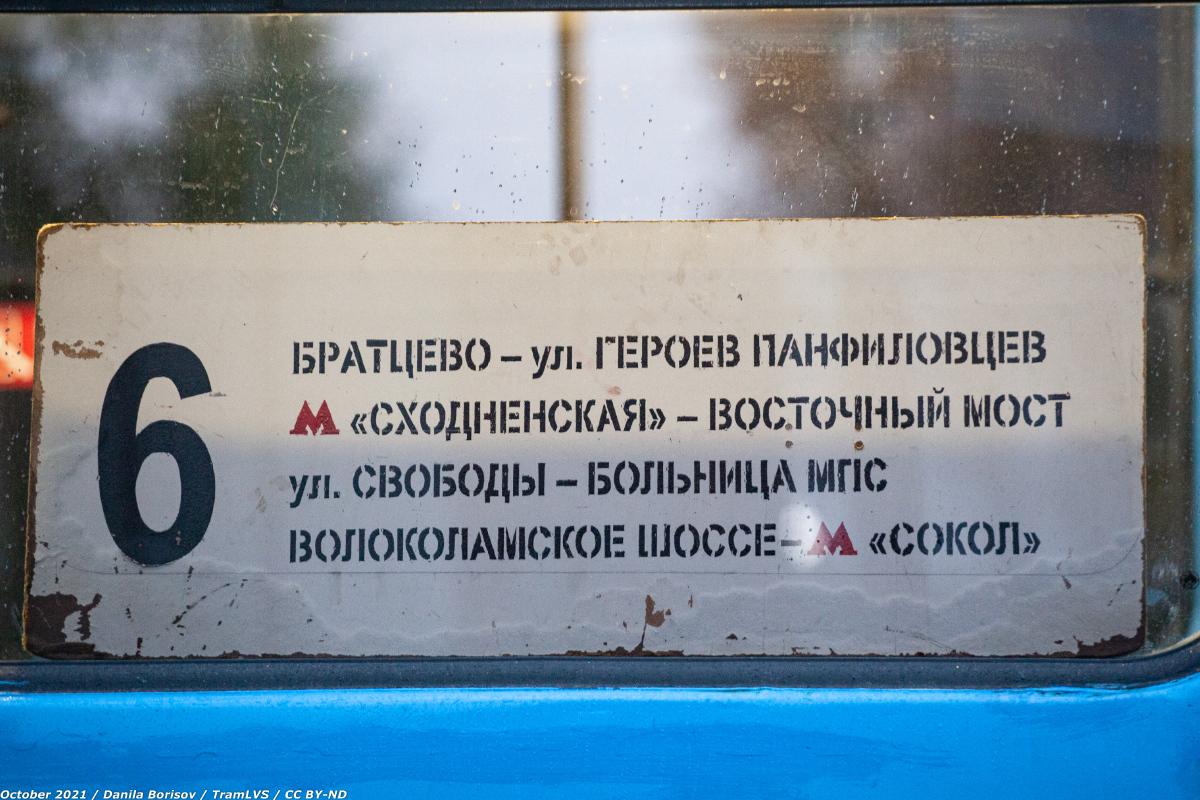 6
БРАТЦЕВО – ул. ГЕРОЕВ ПАНФИЛОВЦЕВ
М «СХОДНЕНСКАЯ» – ВОСТОЧНЫЙ МОСТ
ул. СВОБОДЫ – БОЛЬНИЦА МПС
ВОЛОКОЛАМСКОЕ ШОССЕ – М «СОКОЛ»
October 2021 / Danila Borisov / TramLVS / CC BY-ND